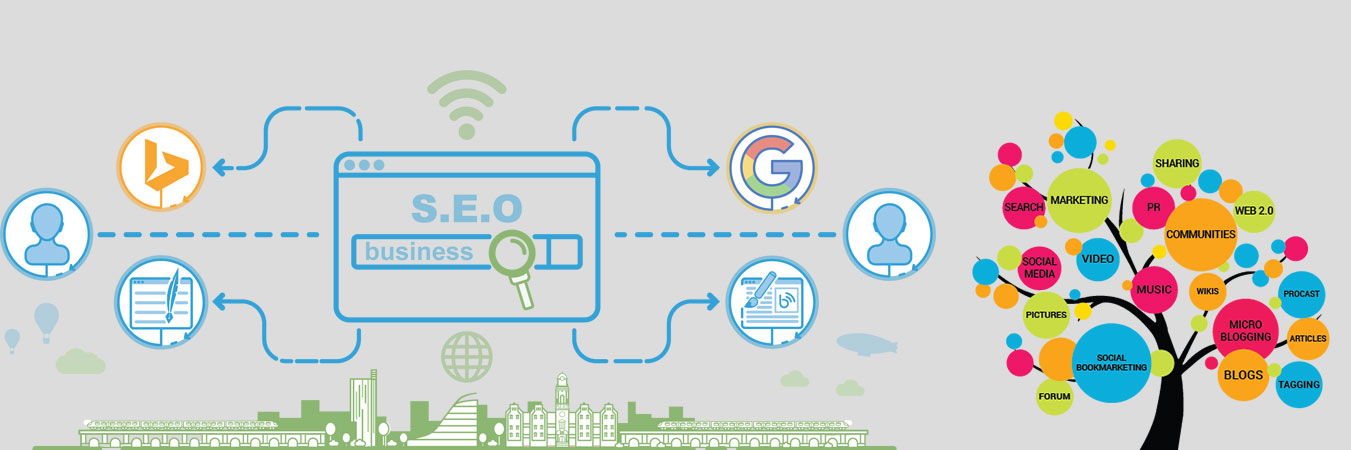 S.E.O
business
SHARING
MARKETING
SEARCH
PR
WEB 2.0
COMMUNITIES
VIDEO
SOCIAL
MEDIA
MUSIC
WIKIS
PROCAST
PICTURES
MICRO
BLOGGING
ARTICLES
SOCIAL
BOOKMARKETING
BLOGS
TAGGING
FORUM